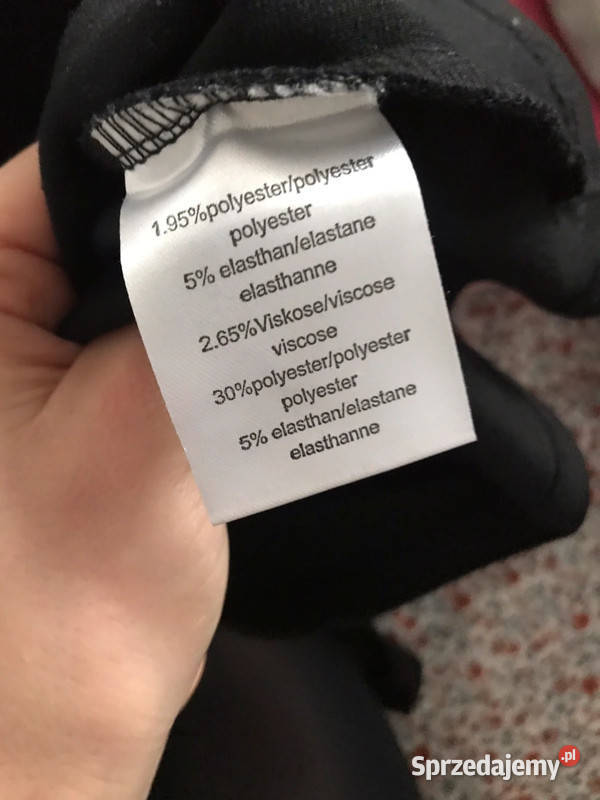 1.95%polyester/polyester
polyester
5% elasthan/elastane
elasthanne
2.65%Viskose/viscose
viscose
30%polyester/polyester
polyester
5% elasthan/elastane
elasthanne
Sprzedajemy.pl